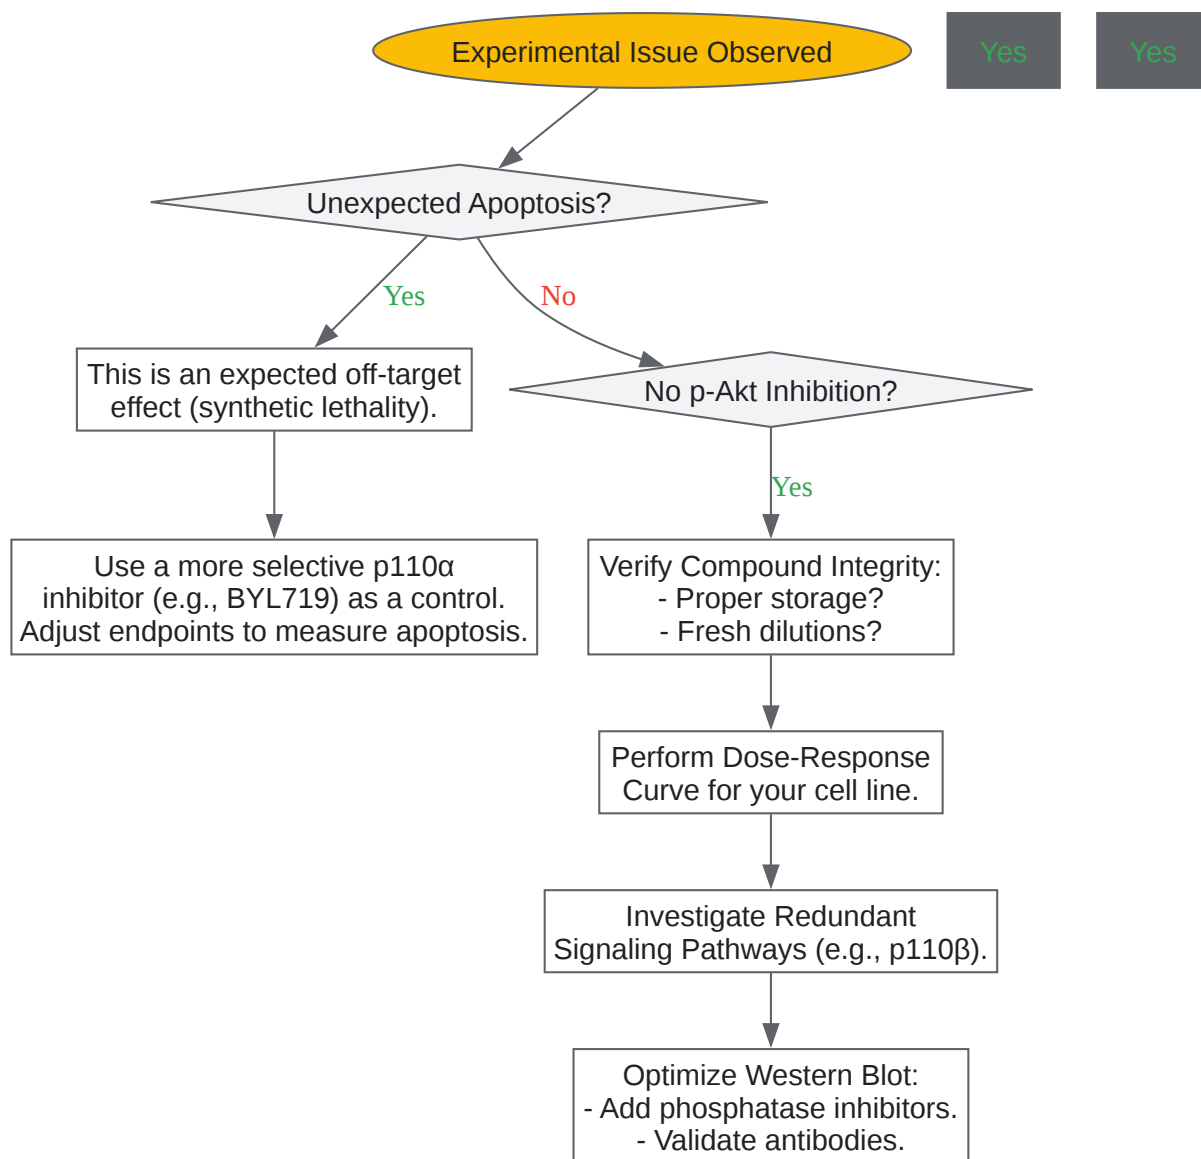 Experimental Issue Observed
Yes
Yes
Unexpected Apoptosis?
Yes
No
This is an expected off-target
effect (synthetic lethality).
No p-Akt Inhibition?
Yes
Use a more selective p110α
inhibitor (e.g., BYL719) as a control.
Adjust endpoints to measure apoptosis.
Verify Compound Integrity:
- Proper storage?
- Fresh dilutions?
Perform Dose-Response
Curve for your cell line.
Investigate Redundant
Signaling Pathways (e.g., p110β).
Optimize Western Blot:
- Add phosphatase inhibitors.
- Validate antibodies.